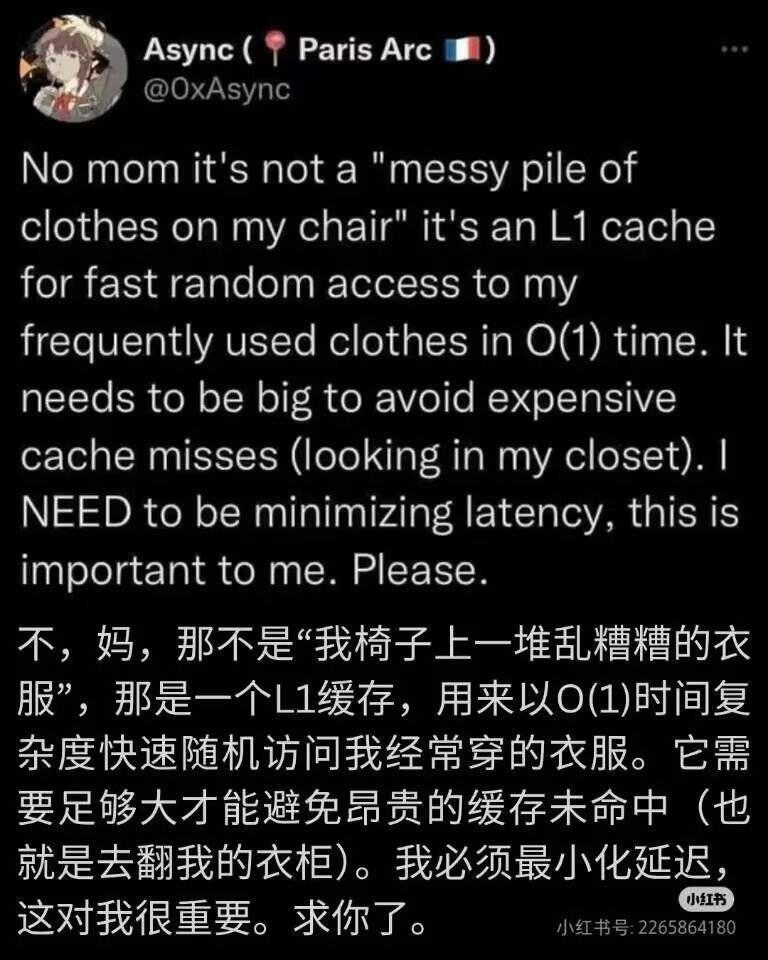 Async (📍 Paris Arc 🇫🇷)
@0xAsync
No mom it's not a "messy pile of
clothes on my chair" it's an L1 cache
for fast random access to my
frequently used clothes in O(1) time. It
needs to be big to avoid expensive
cache misses (looking in my closet). I
NEED to be minimizing latency, this is
important to me. Please.
不，妈，那不是“我椅子上一堆乱糟糟的衣
服”，那是一个L1缓存，用来以O(1)时间复
杂度快速随机访问我经常穿的衣服。它需
要足够大才能避免昂贵的缓存未命中（也
就是去翻我的衣柜）。我必须最小化延迟，
这对我很重要。求你了。
小红书
小红书号: 2265864180